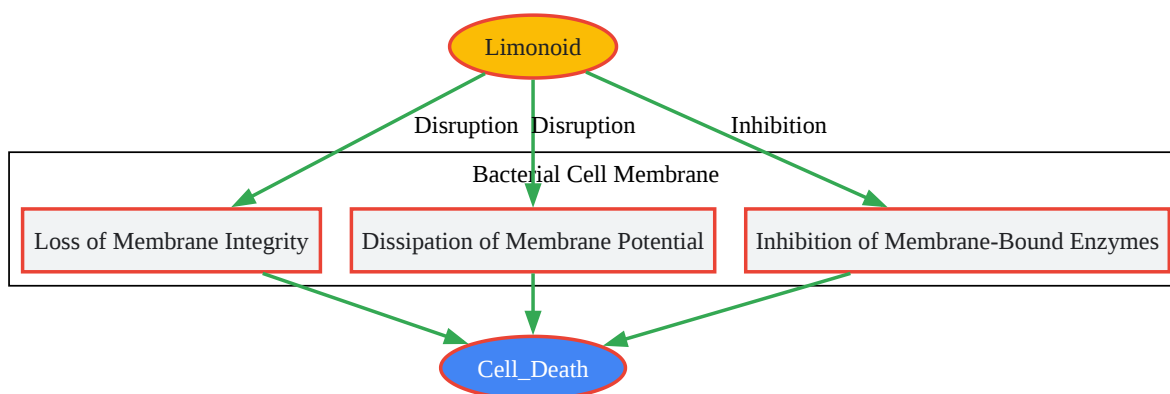 Limonoid
Disruption
Disruption
Inhibition
Bacterial Cell Membrane
Loss of Membrane Integrity
Dissipation of Membrane Potential
Inhibition of Membrane-Bound Enzymes
Cell_Death